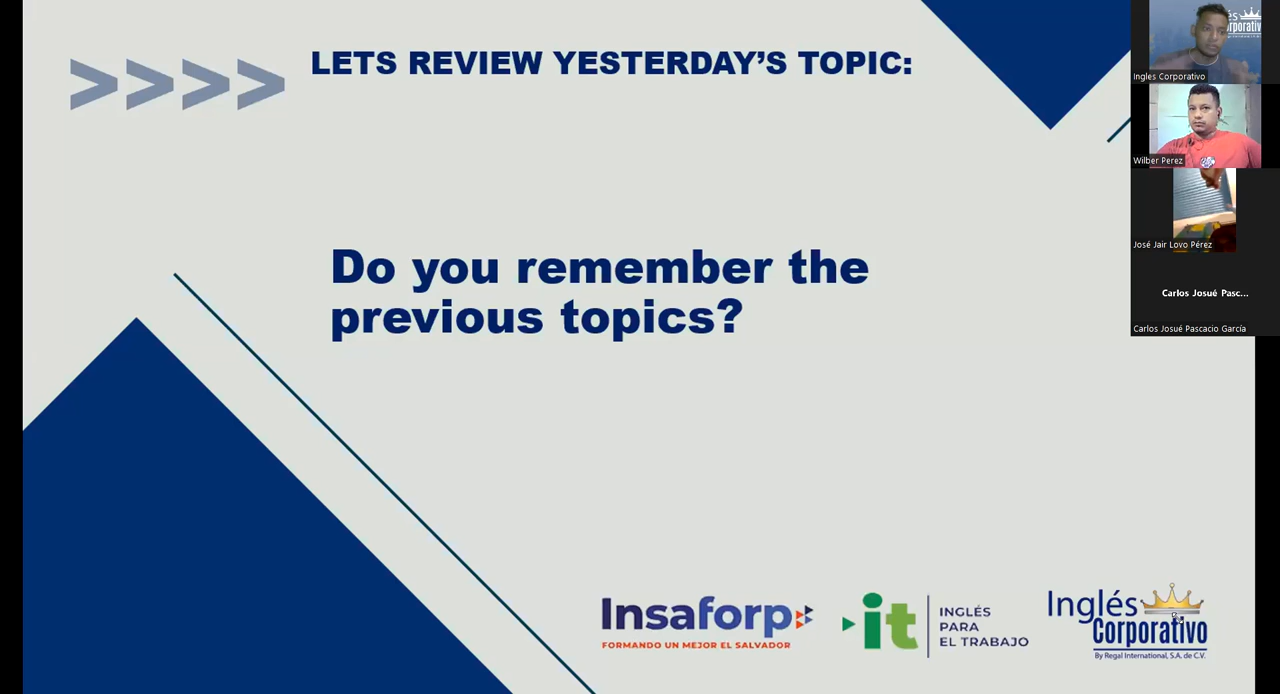 >>>> LETS REVIEW YESTERDAY'S TOPIC:
Do you remember the
previous topics?
Insaforp
FORMANDO UN MEJOR EL SALVADOR
it
INGLÉS
PARA
EL TRABAJO
Inglés
Corporativo
By Regal International, S.A. de C.V.
Ingles Corporativo
Wilber Perez
José Jair Lovo Pérez
Carlos Josué Pasc...
Carlos Josué Pascacio García